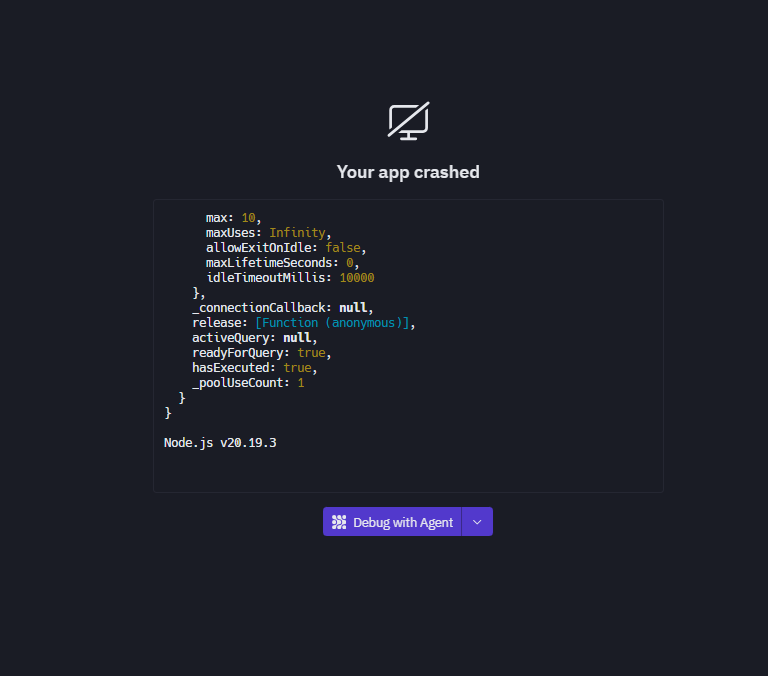 Your app crashed
max: 10,
maxUses: Infinity,
allowExitOnIdle: false,
maxLifetimeSeconds: 0,
idleTimeoutMillis: 10000
},
_connectionCallback: null,
release: [Function (anonymous)],
activeQuery: null,
readyForQuery: true,
hasExecuted: true,
_poolUseCount: 1
}
}
Node.js v20.19.3
Debug with Agent